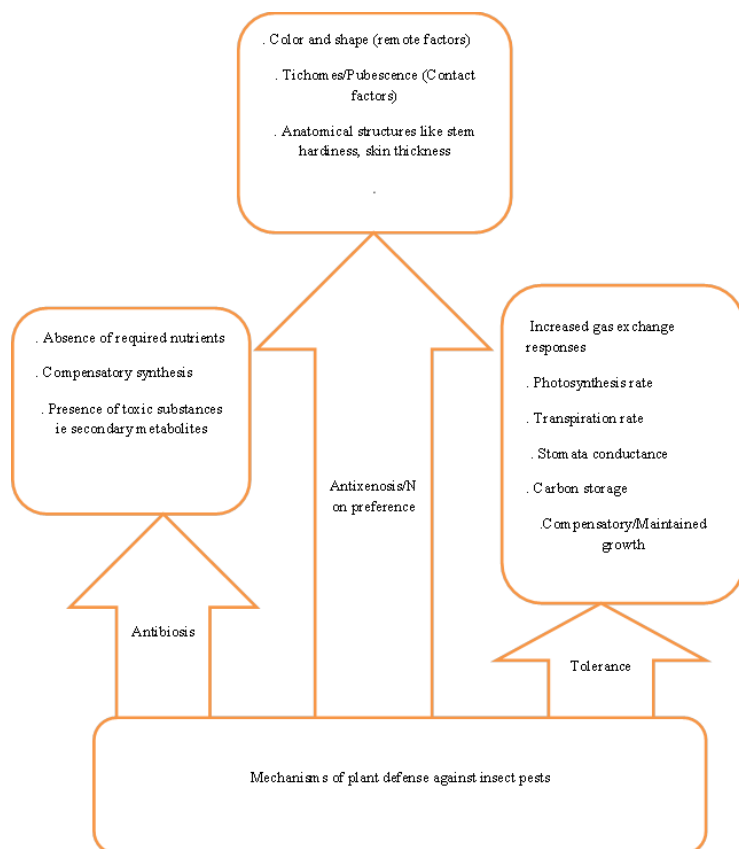 . Color and shape (remote factors)
. Tichomes/Pubescence (Contact
factors)
. Anatomical structures like stem
hardiness, skin thickness
.
. Absence of required nutrients
. Compensatory synthesis
. Presence of toxic substances
ie secondary metabolites
Increased gas exchange
responses
. Photosynthesis rate
. Transpiration rate
. Stomata conductance
. Carbon storage
.Compensatory/Maintained
growth
Antixenosis/N
on preference
Antibiosis
Tolerance
Mechanisms of plant defense against insect pests